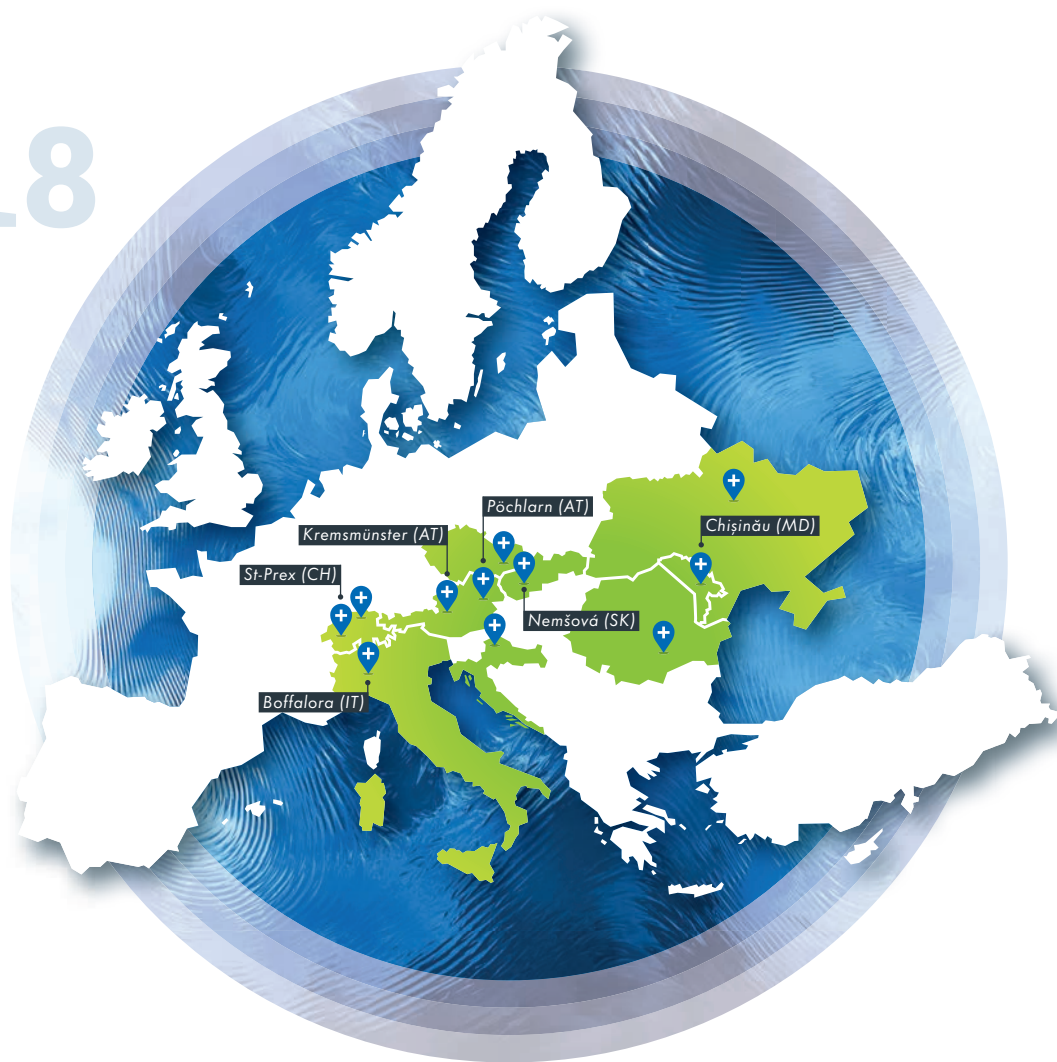 18
Pöchlarn (AT)
Kremsmünster (AT)
Chișinău (MD)
St-Prex (CH)
Nemšová (SK)
Boffalora (IT)